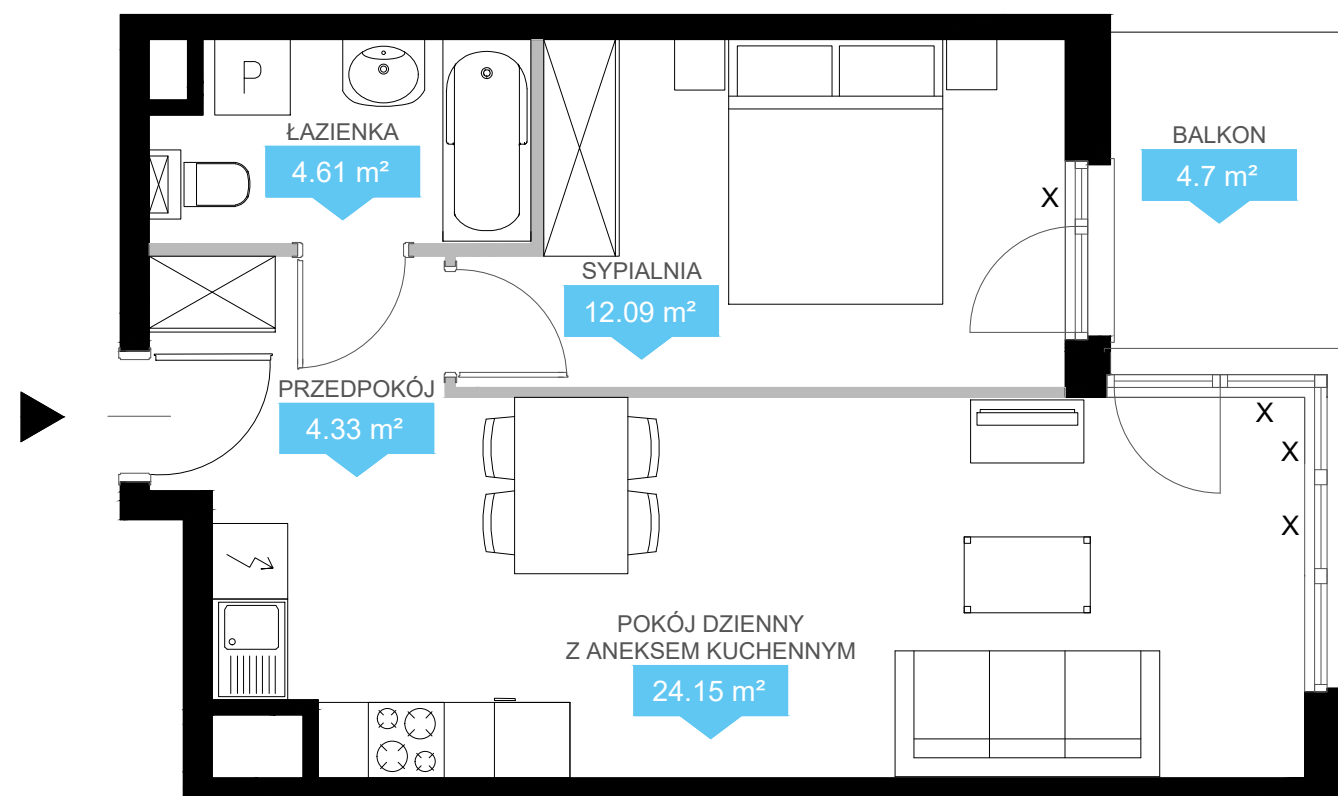 P
ŁAZIENKA
4.61 m²
BALKON
4.7 m²
X
SYPIALNIA
12.09 m²
PRZEDPOKÓJ
4.33 m²
X
X
X
POKÓJ DZIENNY
Z ANEKSEM KUCHENNYM
24.15 m²